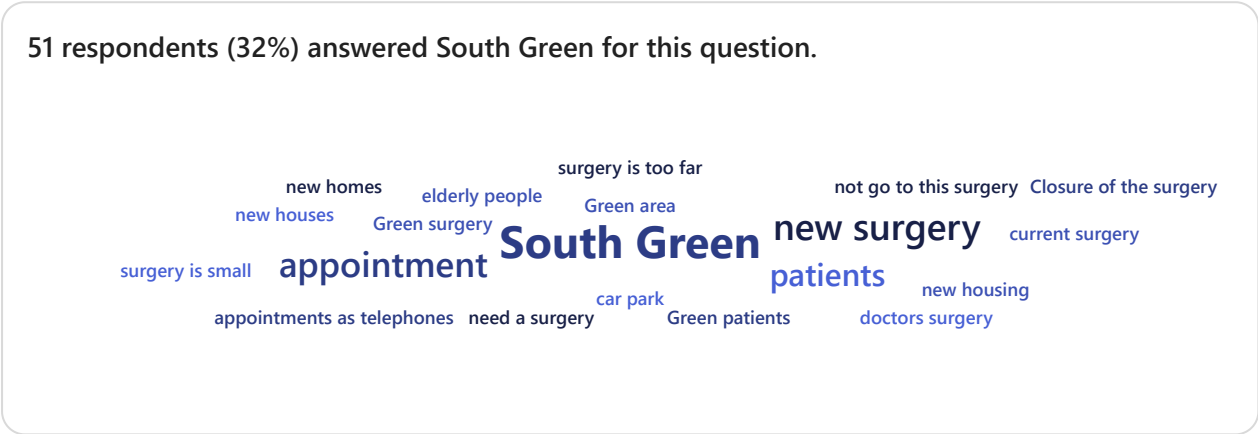 51 respondents (32%) answered South Green for this question.
surgery is too far
new homes
elderly people
not go to this surgery
Closure of the surgery
new houses
Green surgery
Green area
South Green
new surgery
current surgery
surgery is small
appointment
patients
new housing
car park
appointments as telephones
need a surgery
Green patients
doctors surgery